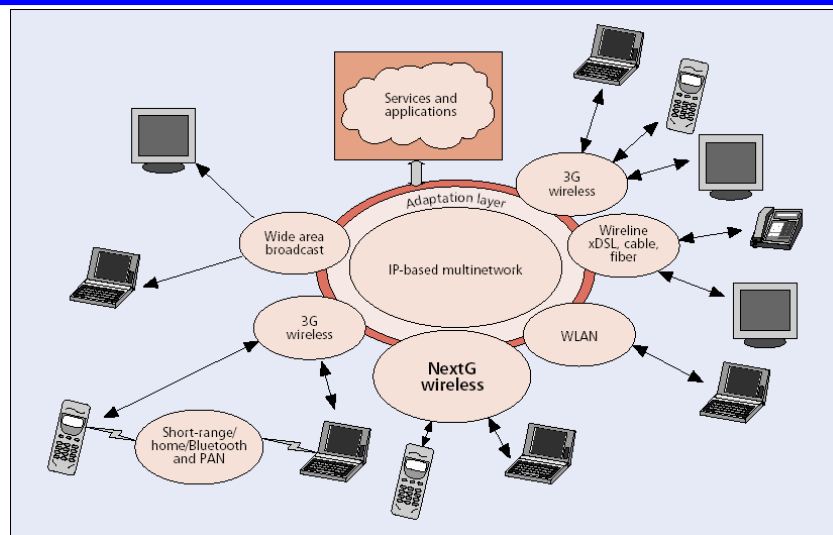 Services and
applications
3G
wireless
Adaptation layer
Wide area
broadcast
Wireline
xDSL, cable,
fiber
IP-based multinetwork
3G
wireless
WLAN
NextG
wireless
Short-range/
home/Bluetooth
and PAN